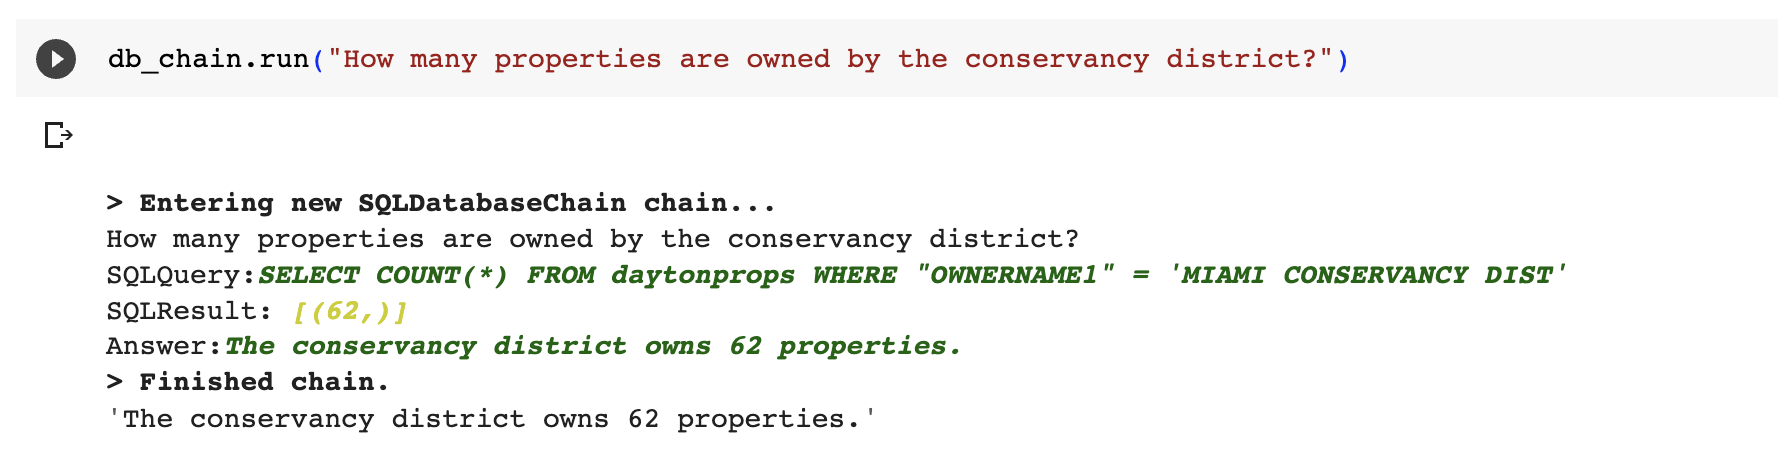 db_chain.run("How many properties are owned by the conservancy district?")
> Entering new SQLDatabaseChain chain...
How many properties are owned by the conservancy district?
SQLQuery:SELECT COUNT(*) FROM daytonprops WHERE "OWNERNAME1" = 'MIAMI CONSERVANCY DIST'
SQLResult: [(62,)]
Answer:The conservancy district owns 62 properties.
> Finished chain.
'The conservancy district owns 62 properties.'